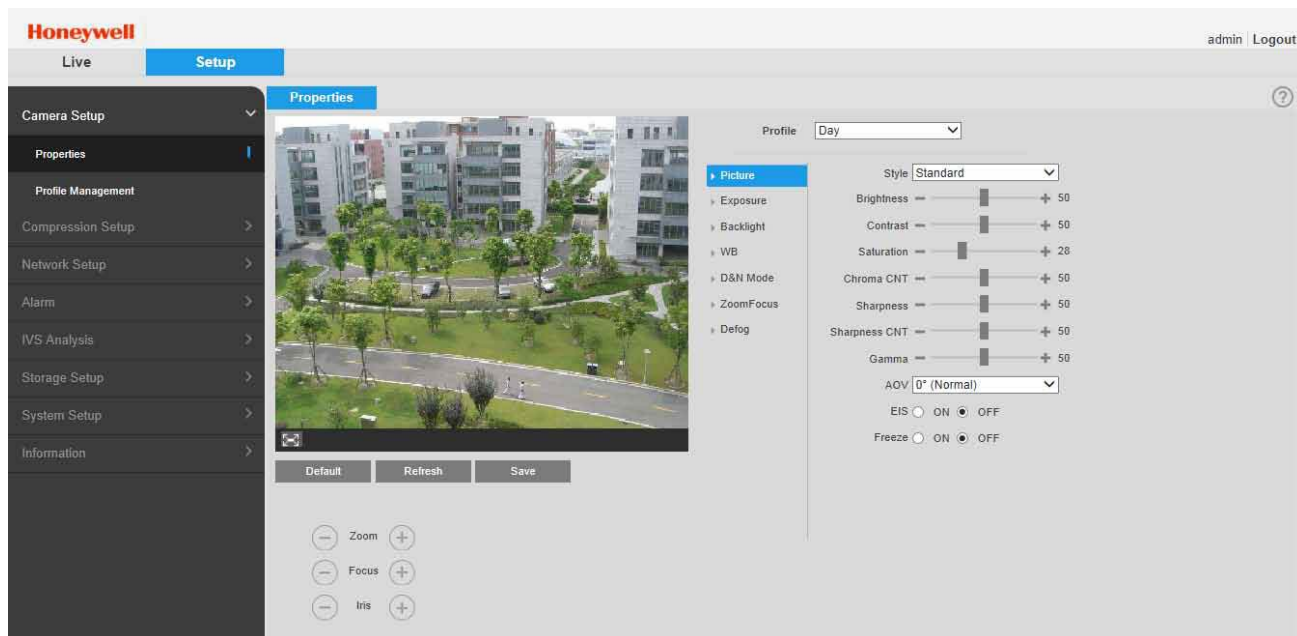 Honeywell
admin | Logout
Live Setup
Camera Setup
Properties
Profile Management
Compression Setup
Network Setup
Alarm
IVS Analysis
Storage Setup
System Setup
Information
Properties
Default Refresh Save
Zoom
Focus
Iris
Profile Day
Picture
Exposure
Backlight
WB
D&N Mode
ZoomFocus
Defog
Style Standard
Brightness 50
Contrast 50
Saturation 28
Chroma CNT 50
Sharpness 50
Sharpness CNT 50
Gamma 50
AOV 0° (Normal)
EIS ON OFF
Freeze ON OFF